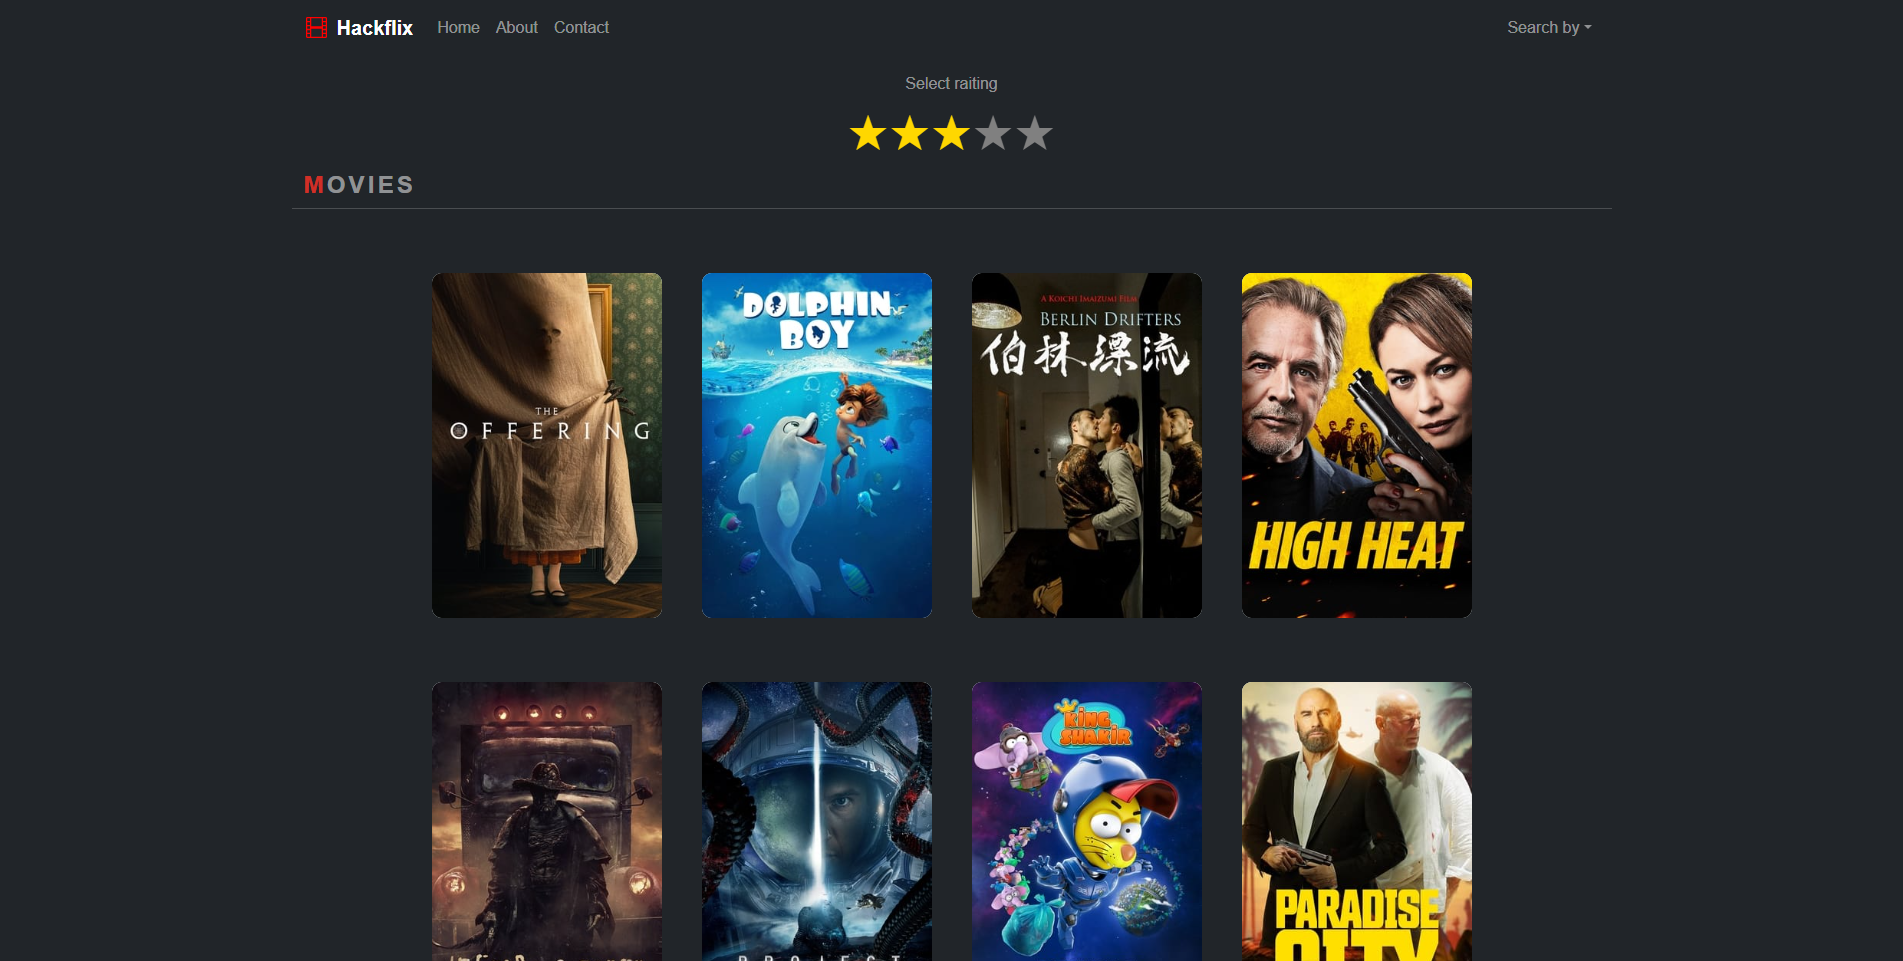 Hackflix Home About Contact Search by
Select raiting
MOVIES
THE
OFFERING
DOLPHIN
BOY
A KOICHI IMAIZUMI FILM
BERLIN DRIFTERS
伯林漂流
HIGH HEAT
PROJECT
KING
SHAKIR
PARADISE
CITY